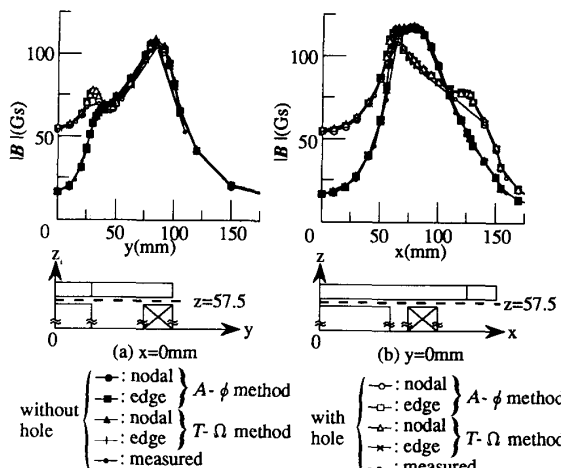 100
75
50
|B|(Gs)
0
50
100
150
y(mm)
100
50
|B|(Gs)
0
50
100
150
x(mm)
z
z=57.5
0
y
(a) x=0mm
z
z=57.5
0
x
(b) y=0mm
without hole
: nodal
: edge
A - ϕ method
: nodal
: edge
T - Ω method
: measured
with hole
: nodal
: edge
A - ϕ method
: nodal
: edge
T - Ω method